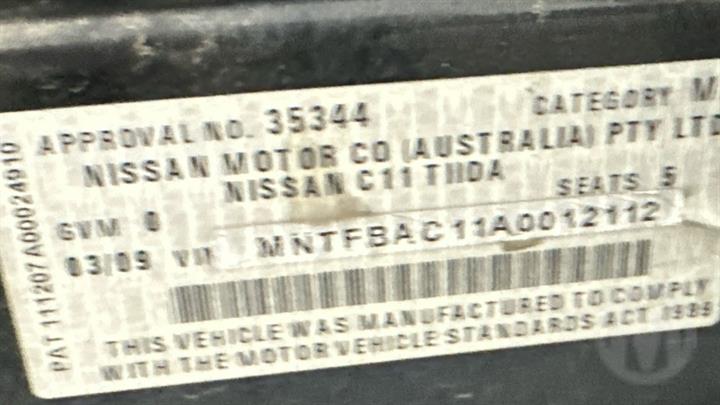 APPROVAL NO. 35344 CATEGORY
NISSAN MOTOR CO (AUSTRALIA) PTY LTD
NISSAN C11 TIIDA
GVM 0 SEATS 5
03/09 VIN MNTFBAC11A0012112
THIS VEHICLE WAS MANUFACTURED TO COMPLY
WITH THE MOTOR VEHICLE STANDARDS ACT 1989
PAT 111207A00024910